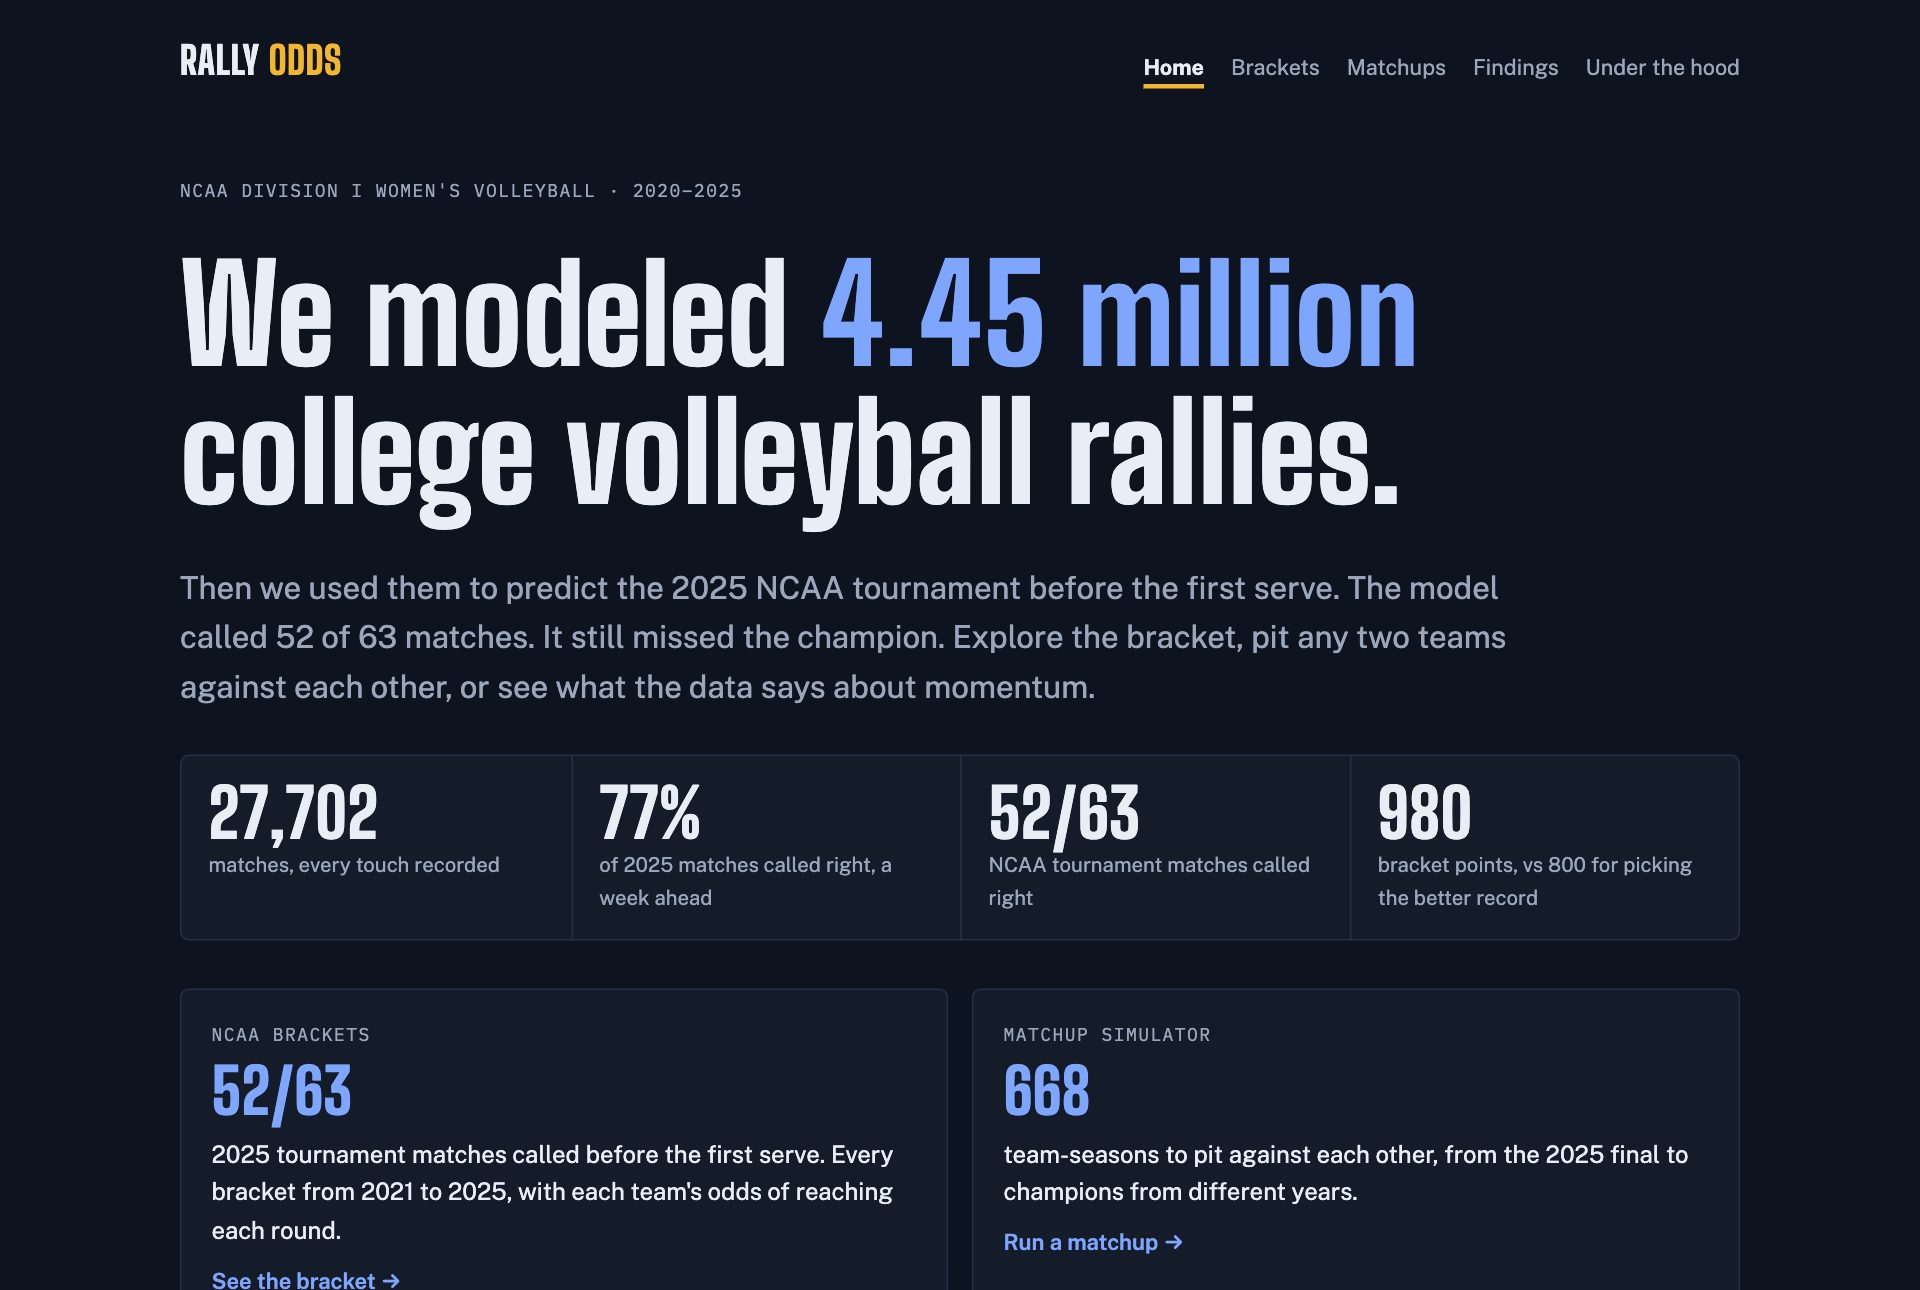 RALLY ODDS
Home Brackets Matchups Findings Under the hood
NCAA DIVISION I WOMEN'S VOLLEYBALL · 2020–2025
We modeled 4.45 million
college volleyball rallies.
Then we used them to predict the 2025 NCAA tournament before the first serve. The model
called 52 of 63 matches. It still missed the champion. Explore the bracket, pit any two teams
against each other, or see what the data says about momentum.
27,702
matches, every touch recorded
77%
of 2025 matches called right, a
week ahead
52/63
NCAA tournament matches called
right
980
bracket points, vs 800 for picking
the better record
NCAA BRACKETS
52/63
2025 tournament matches called before the first serve. Every
bracket from 2021 to 2025, with each team's odds of reaching
each round.
See the bracket →
MATCHUP SIMULATOR
668
team-seasons to pit against each other, from the 2025 final to
champions from different years.
Run a matchup →